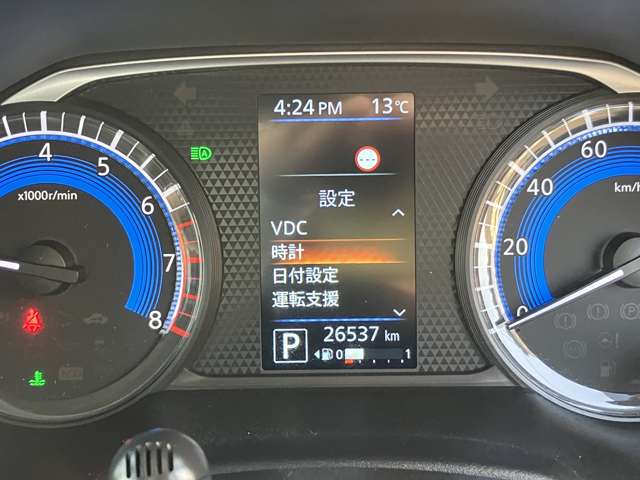 4:24 PM 13℃
設定
VDC
時計
日付設定
運転支援
P 26537 km
0 1
4 5 6 7 8
x1000r/min
0 20 40 60
km/h
A